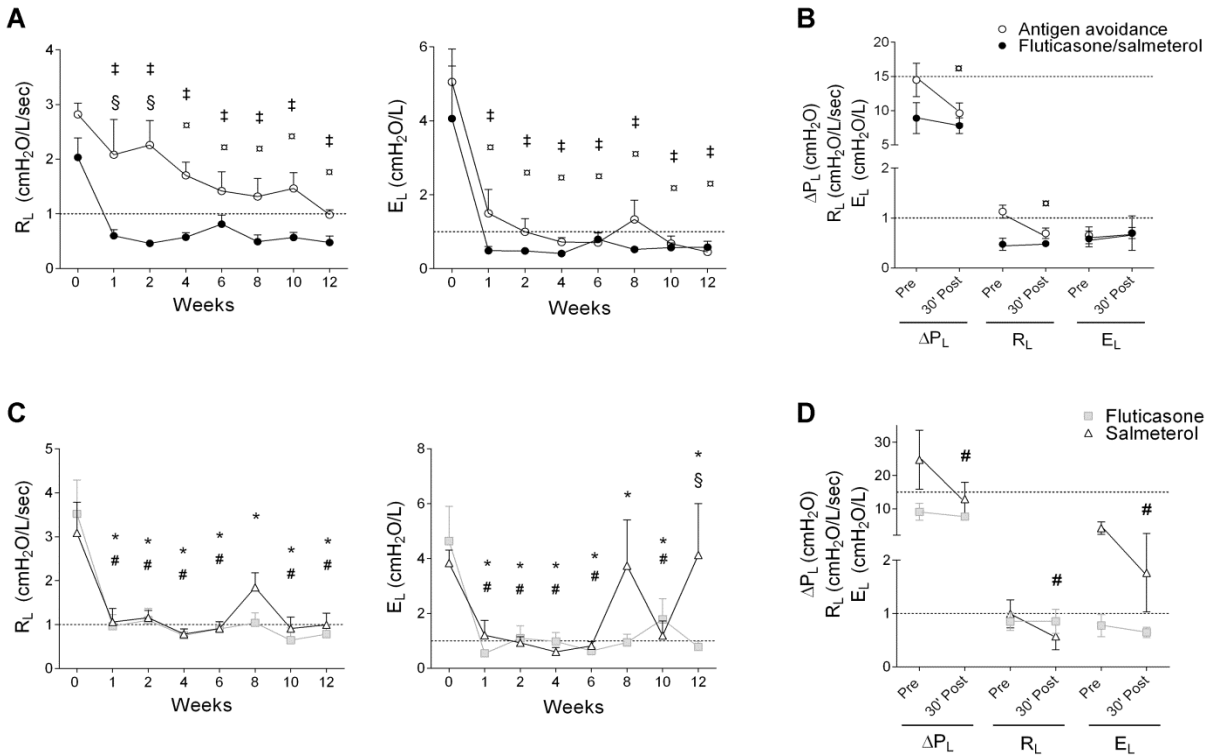 A
R_L (cmH₂O/L/sec)
4
3
2
1
0
‡ ‡ ‡ ‡ ‡ ‡ ‡
§ § ¤ ¤ ¤ ¤ ¤
0 1 2 4 6 8 10 12
Weeks
E_L (cmH₂O/L)
6
4
2
0
‡ ‡ ‡ ‡ ‡ ‡ ‡
¤ ¤ ¤ ¤ ¤ ¤ ¤
0 1 2 4 6 8 10 12
Weeks
B
Antigen avoidance
Fluticasone/salmeterol
ΔP_L (cmH₂O)
R_L (cmH₂O/L/sec)
E_L (cmH₂O/L)
20
15
10
5
2
1
0
¤
¤
Pre 30' Post Pre 30' Post Pre 30' Post
ΔP_L R_L E_L
C
R_L (cmH₂O/L/sec)
5
4
3
2
1
0
* * * * * * *
# # # # # #
0 1 2 4 6 8 10 12
Weeks
E_L (cmH₂O/L)
8
6
4
2
0
* * * * * * *
# # # # # §
0 1 2 4 6 8 10 12
Weeks
D
Fluticasone
Salmeterol
ΔP_L (cmH₂O)
R_L (cmH₂O/L/sec)
E_L (cmH₂O/L)
30
20
10
2
1
0
#
#
#
Pre 30' Post Pre 30' Post Pre 30' Post
ΔP_L R_L E_L